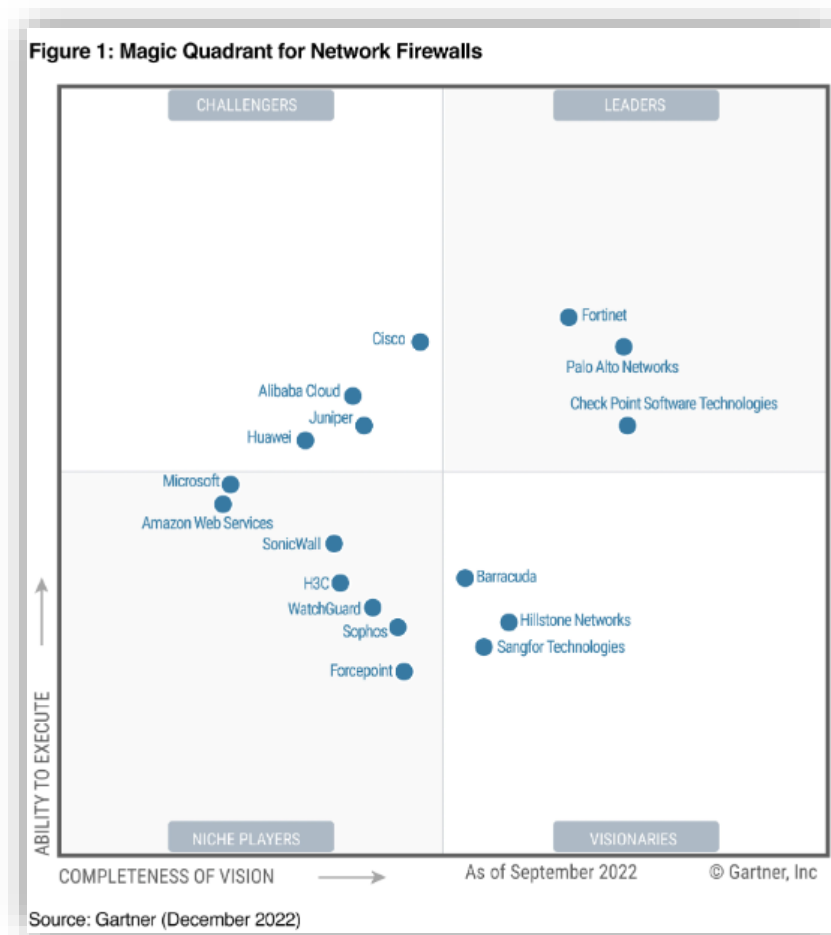 Figure 1: Magic Quadrant for Network Firewalls
CHALLENGERS
LEADERS
Fortinet
Cisco
Palo Alto Networks
Alibaba Cloud
Check Point Software Technologies
Juniper
Huawei
Microsoft
Amazon Web Services
SonicWall
H3C
Barracuda
WatchGuard
Hillstone Networks
Sophos
Sangfor Technologies
Forcepoint
ABILITY TO EXECUTE
NICHE PLAYERS
VISIONARIES
COMPLETENESS OF VISION
As of September 2022
© Gartner, Inc
Source: Gartner (December 2022)